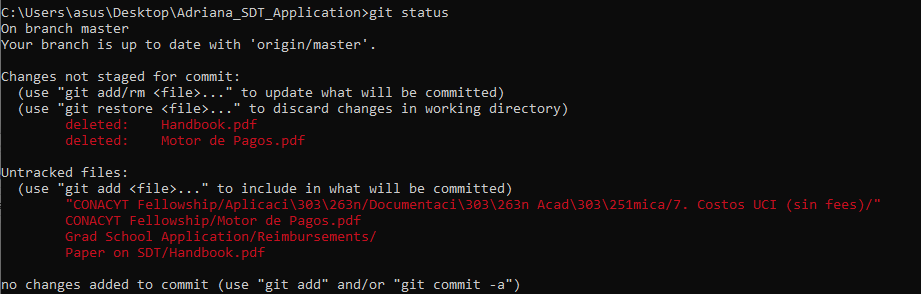 C:\Users\asus\Desktop\Adriana_SDT_Application>git status
On branch master
Your branch is up to date with 'origin/master'.
Changes not staged for commit:
(use "git add/rm <file>..." to update what will be committed)
(use "git restore <file>..." to discard changes in working directory)
deleted:    Handbook.pdf
deleted:    Motor de Pagos.pdf
Untracked files:
(use "git add <file>..." to include in what will be committed)
"CONACYT Fellowship/Aplicaci\303\263n/Documentaci\303\263n Acad\303\251mica/7. Costos UCI (sin fees)/"
CONACYT Fellowship/Motor de Pagos.pdf
Grad School Application/Reimbursements/
Paper on SDT/Handbook.pdf
no changes added to commit (use "git add" and/or "git commit -a")